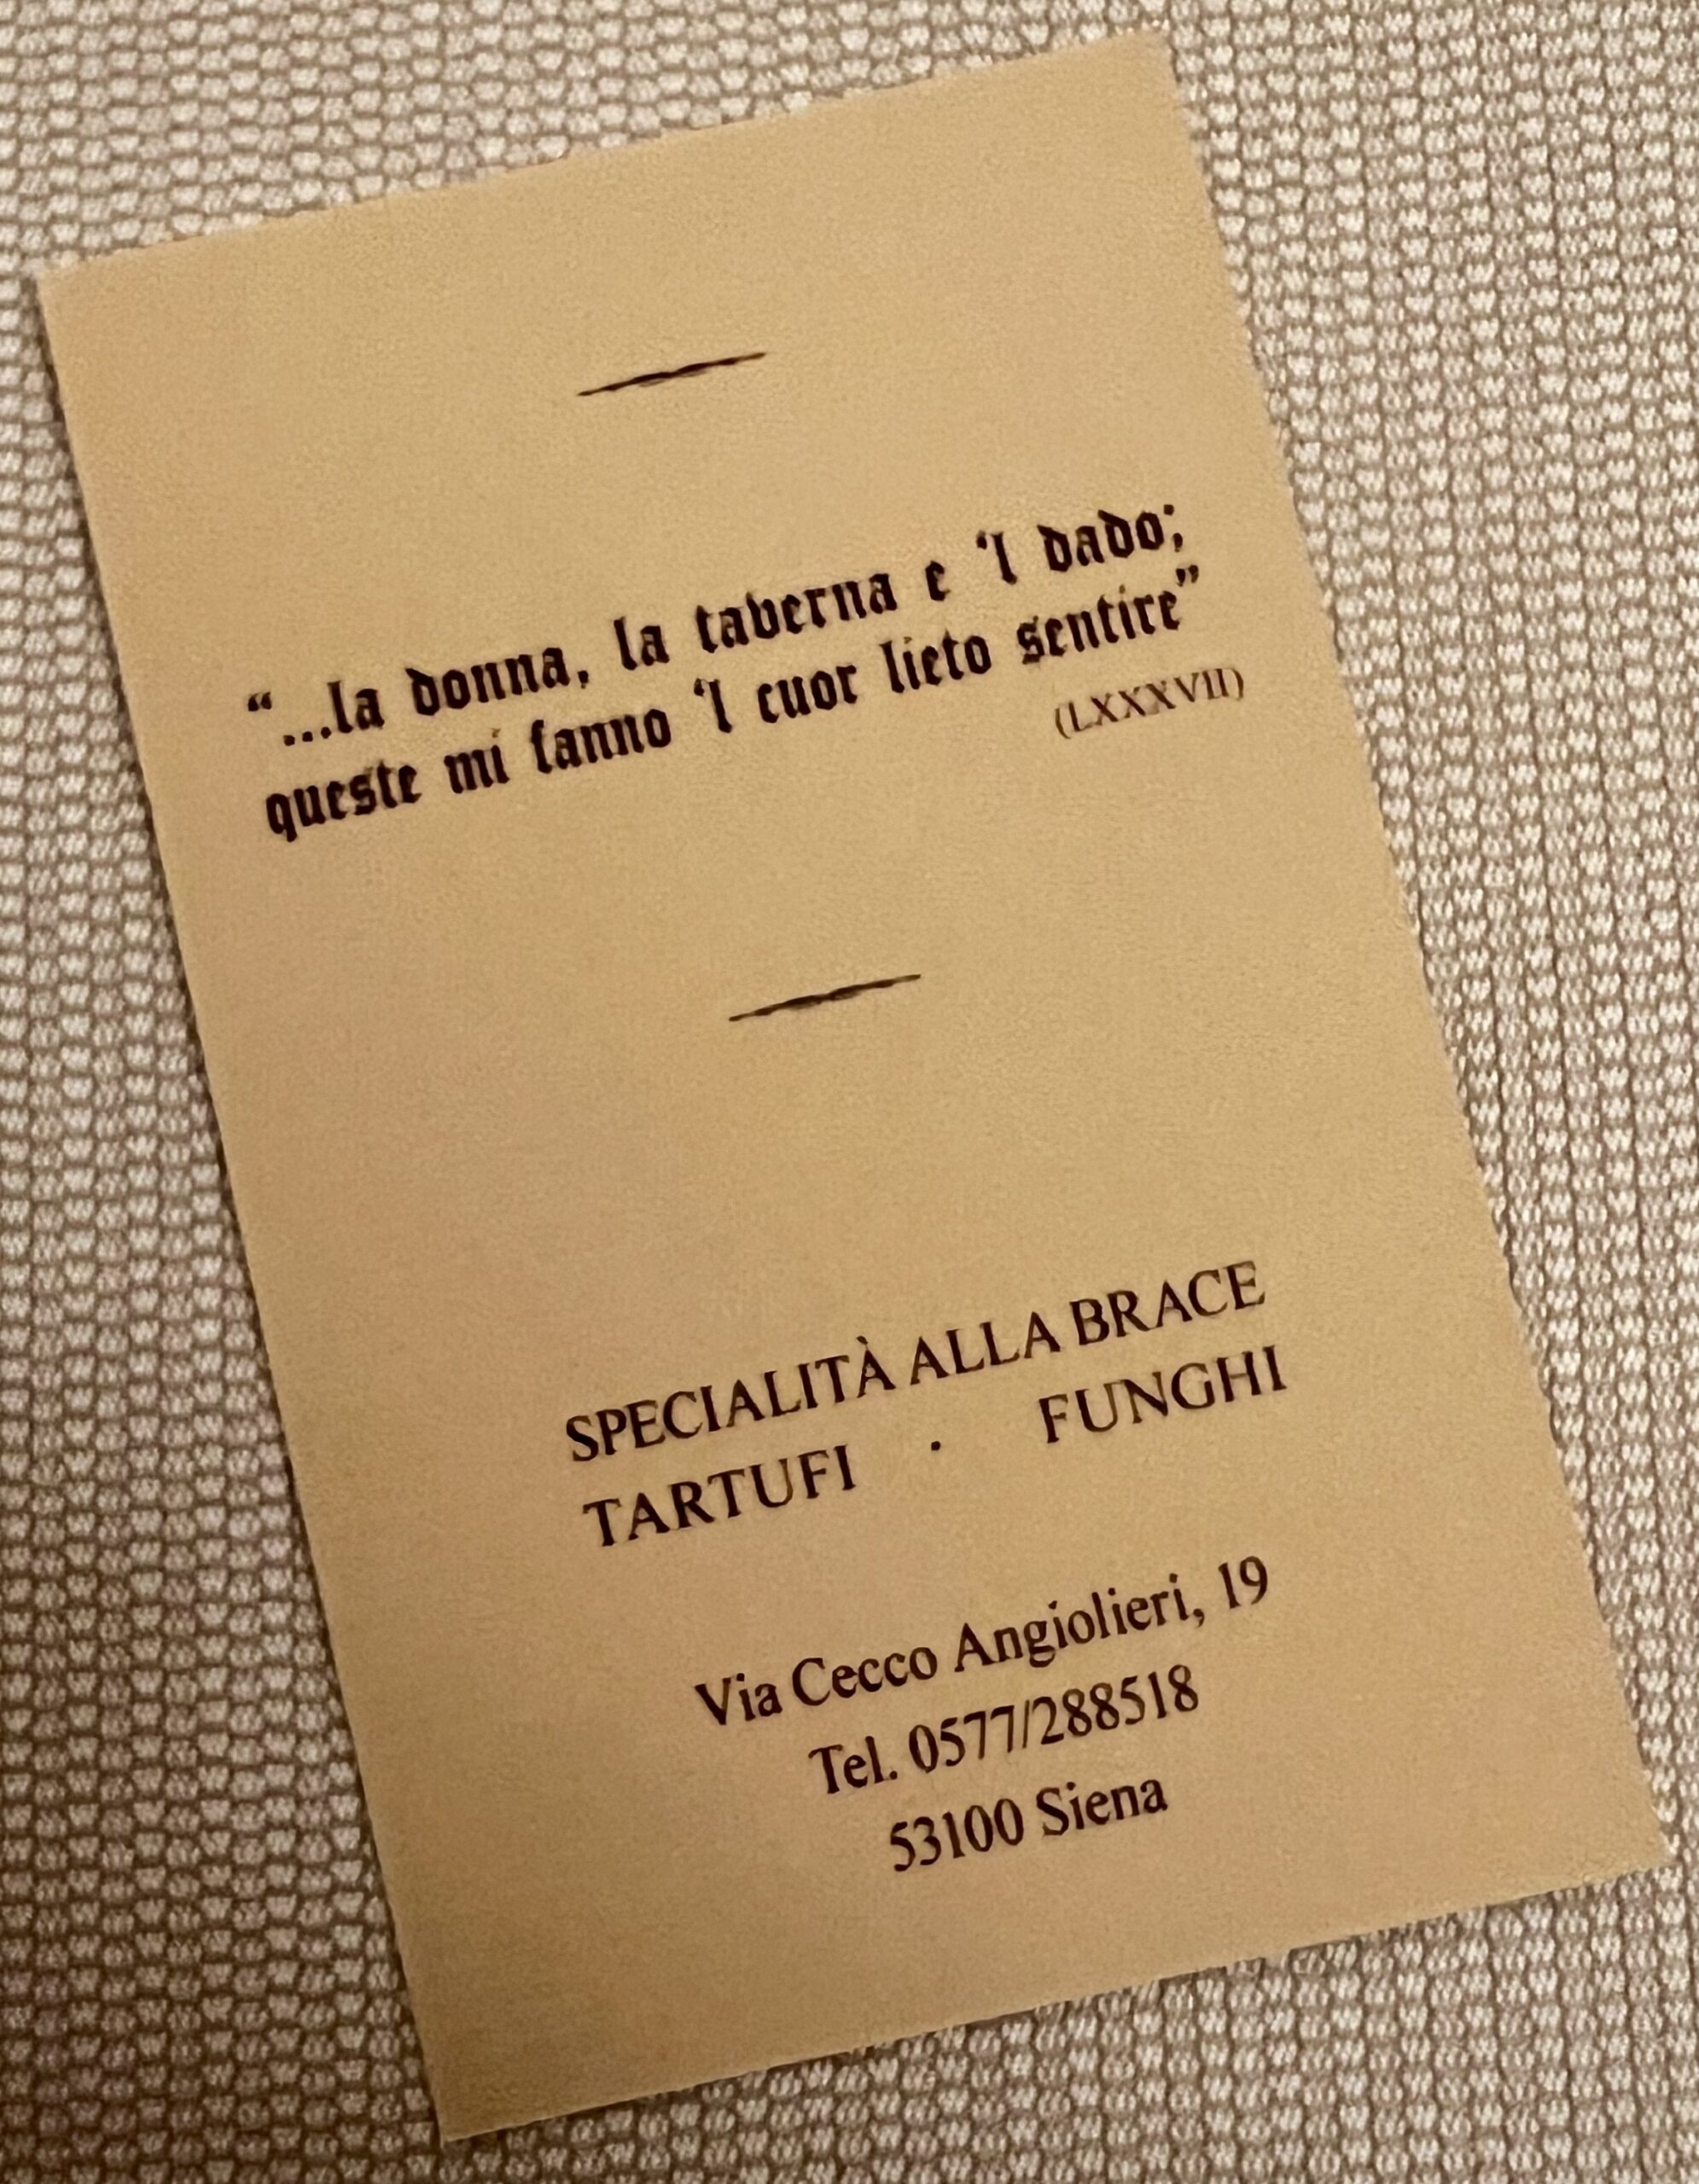 “...la donna, la taverna e ‘l dado;
queste mi fanno ‘l cuor lieto sentire”
(LXXXVII)
SPECIALITÀ ALLA BRACE
TARTUFI · FUNGHI
Via Cecco Angiolieri, 19
Tel. 0577/288518
53100 Siena